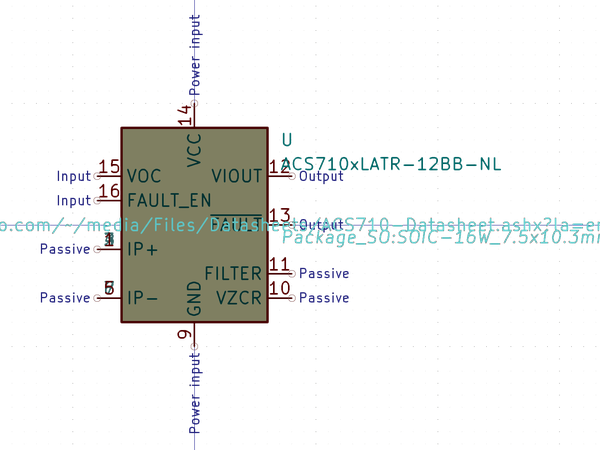 Power input
14
VCC
U
ACS710xLATR-12BB-NL
Input 15 VOC
VIOUT 12 Output
Input 16 FAULT_EN
o.com/~/media/Files/Datasheets/ACS710-Datasheet.ashx?la=en
FAULT 13 Output
Package_SO:SOIC-16W_7.5x10.3mm
Passive IP+
FILTER 11 Passive
Passive IP-
VZCR 10 Passive
GND
9
Power input